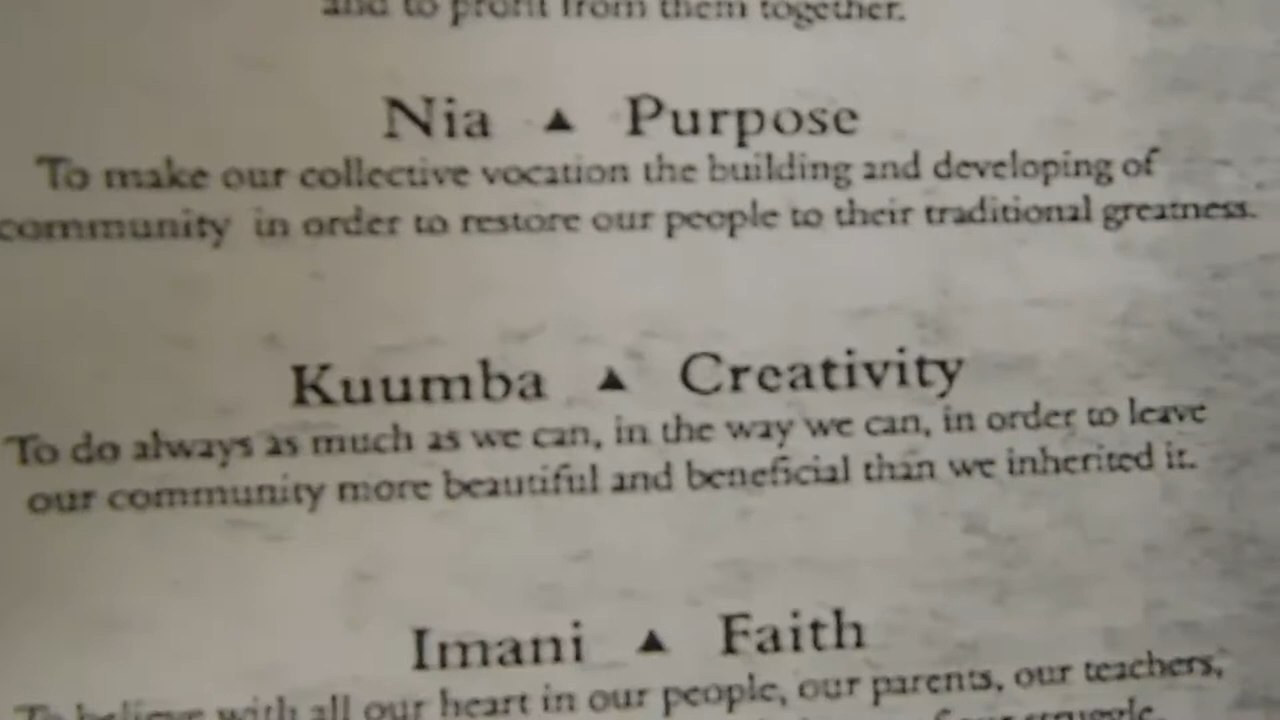 and to profit from them together.
Nia ▲ Purpose
To make our collective vocation the building and developing of
community in order to restore our people to their traditional greatness.
Kuumba ▲ Creativity
To do always as much as we can, in the way we can, in order to leave
our community more beautiful and beneficial than we inherited it.
Imani ▲ Faith
To believe with all our heart in our people, our parents, our teachers,
our struggle